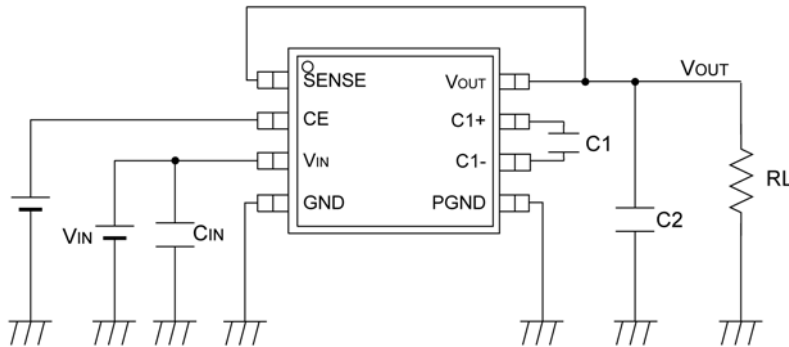 SENSE
VOUT
VOUT
CE
C1+
C1
VIN
C1-
RL
GND
PGND
C2
VIN
CIN